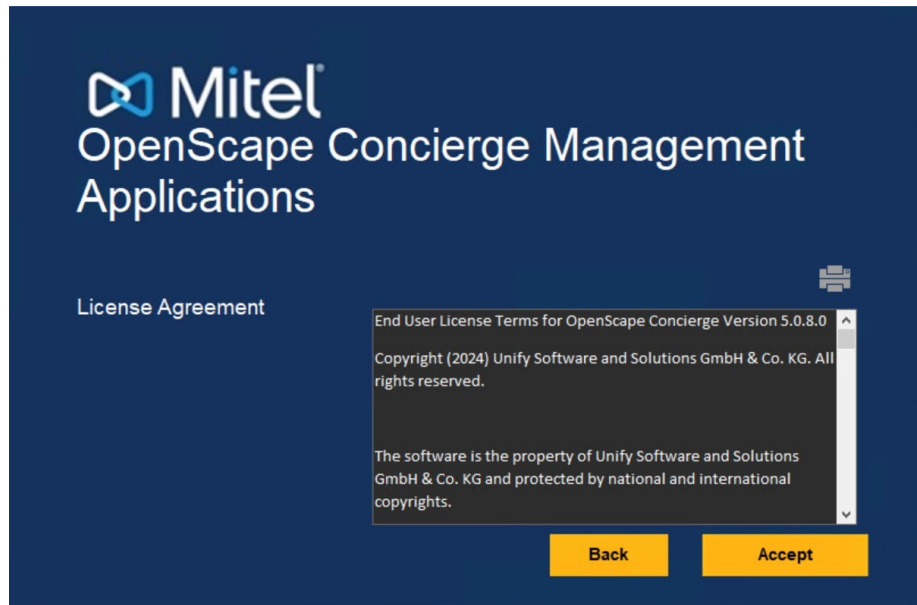 Mitel®
OpenScape Concierge Management
Applications
License Agreement
End User License Terms for OpenScape Concierge Version 5.0.8.0
Copyright (2024) Unify Software and Solutions GmbH & Co. KG. All
rights reserved.
The software is the property of Unify Software and Solutions
GmbH & Co. KG and protected by national and international
copyrights.
Back
Accept